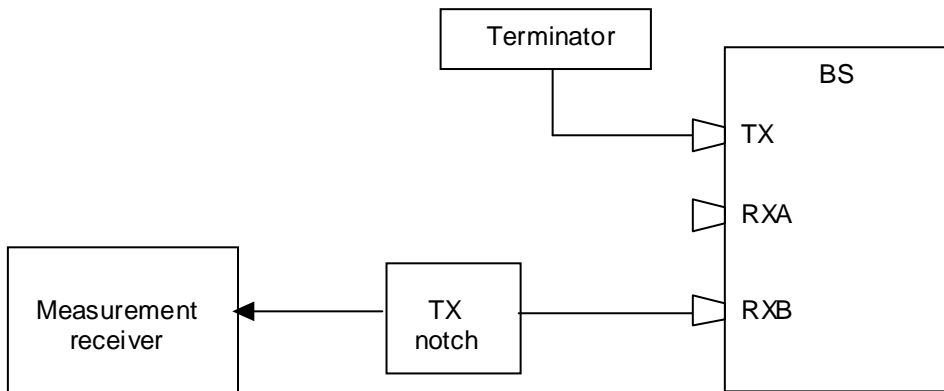 Terminator
BS
TX
RXA
RXB
Measurement
receiver
TX
notch